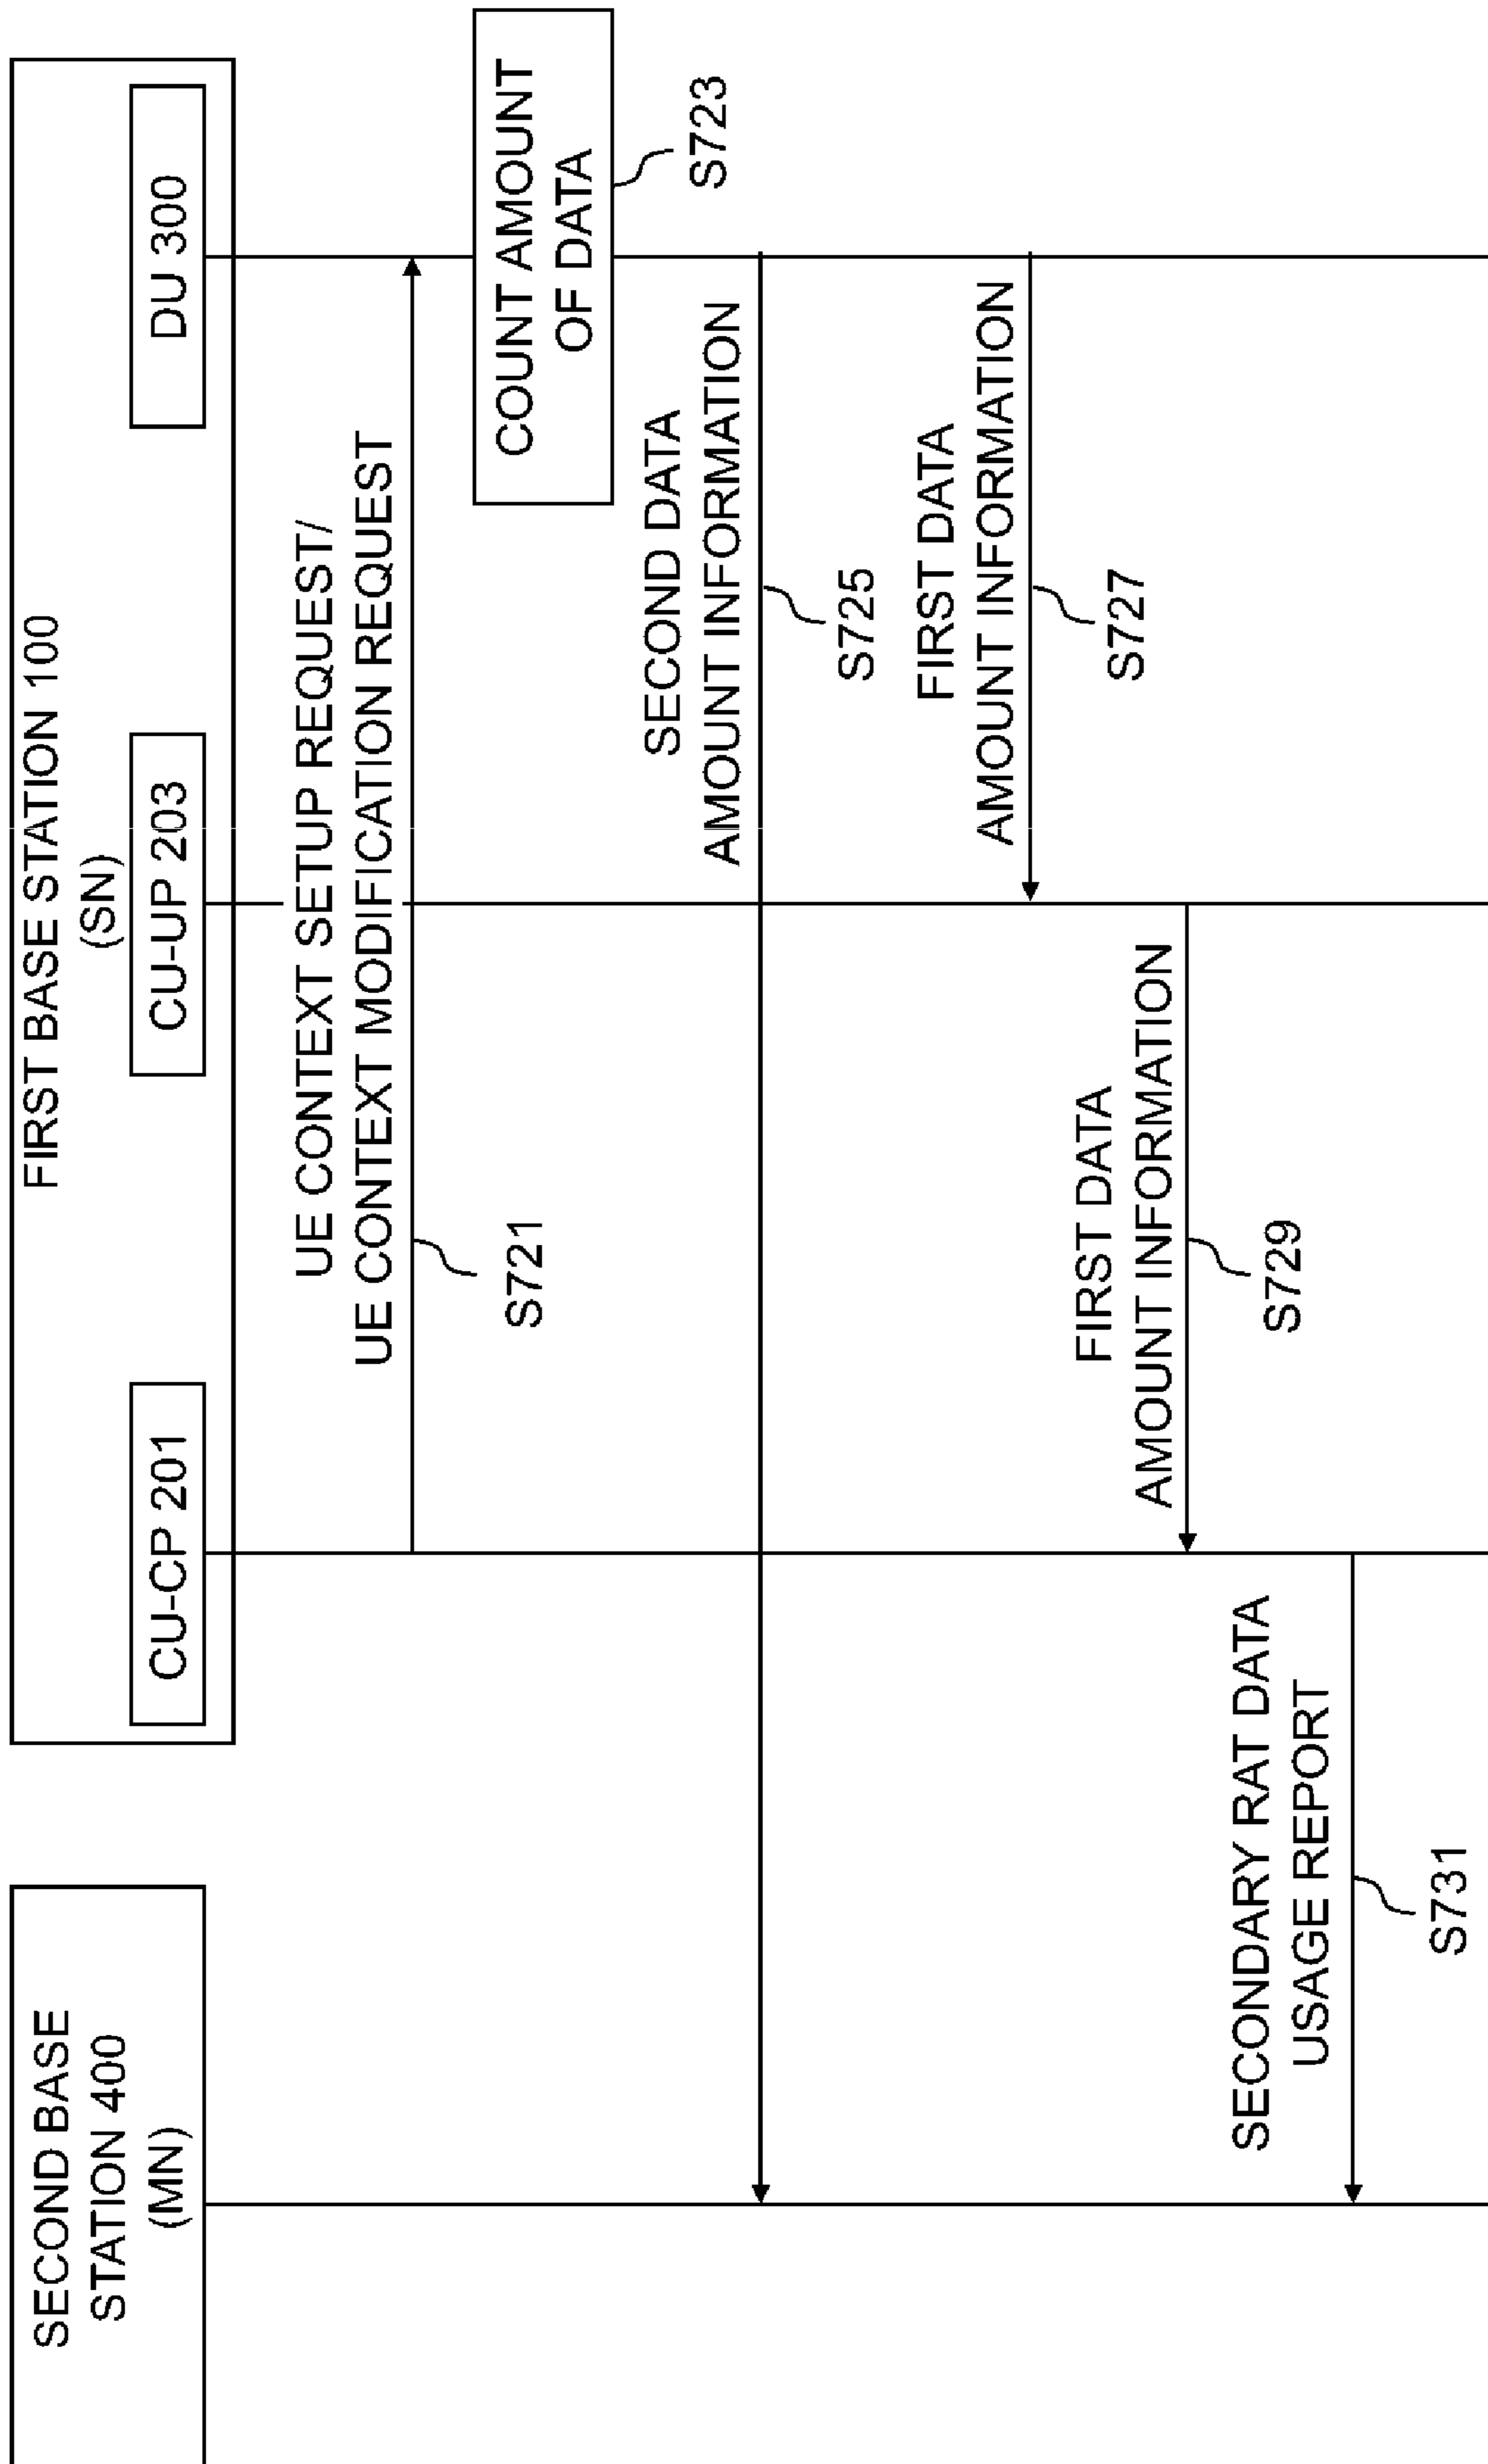 SECOND BASE
STATION 400
(MN)
FIRST BASE STATION 100
(SN)
CU-CP 201
CU-UP 203
DU 300
UE CONTEXT SETUP REQUEST/
UE CONTEXT MODIFICATION REQUEST
S721
COUNT AMOUNT
OF DATA
S723
SECOND DATA
AMOUNT INFORMATION
S725
FIRST DATA
AMOUNT INFORMATION
S727
FIRST DATA
AMOUNT INFORMATION
S729
SECONDARY RAT DATA
USAGE REPORT
S731